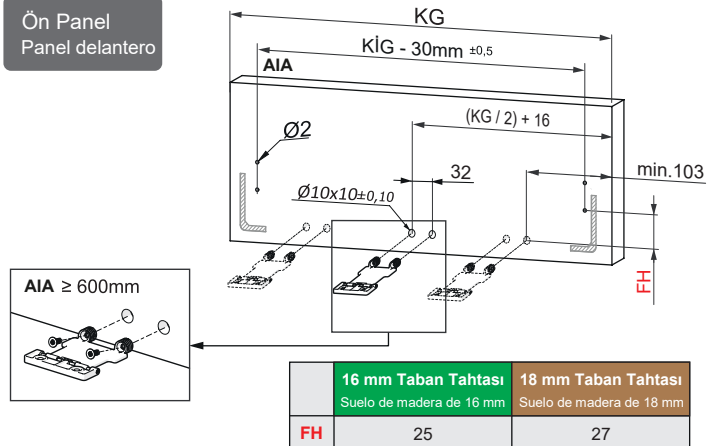 Ön Panel
Panel delantero
KG
KİG - 30mm ±0,5
AIA
(KG / 2) + 16
Ø2
32
min.103
Ø10x10±0,10
FH
AIA ≥ 600mm
16 mm Taban Tahtası
Suelo de madera de 16 mm
18 mm Taban Tahtası
Suelo de madera de 18 mm
FH
25
27